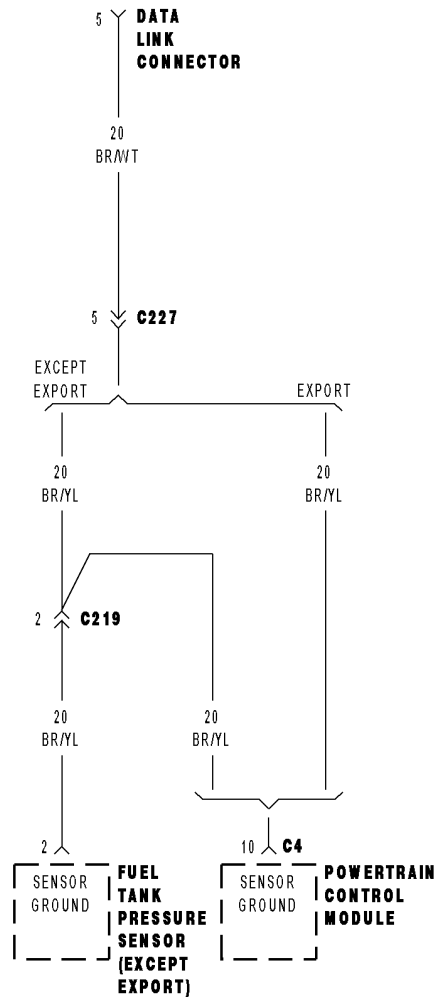 5 DATA
LINK
CONNECTOR
20
BR/WT
5 C227
EXCEPT
EXPORT
EXPORT
20
BR/YL
20
BR/YL
2 C219
20
BR/YL
20
BR/YL
2
10 C4
SENSOR
GROUND
FUEL
TANK
PRESSURE
SENSOR
(EXCEPT
EXPORT)
SENSOR
GROUND
POWERTRAIN
CONTROL
MODULE